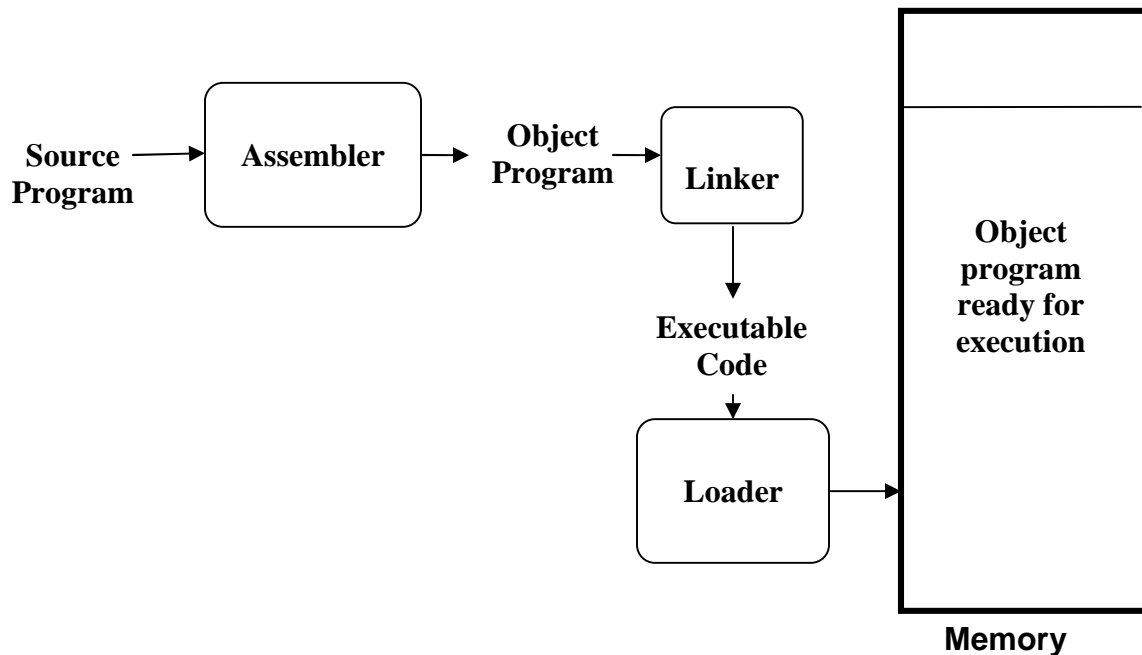 Source
Program
Assembler
Object
Program
Linker
Executable
Code
Loader
Object
program
ready for
execution
Memory